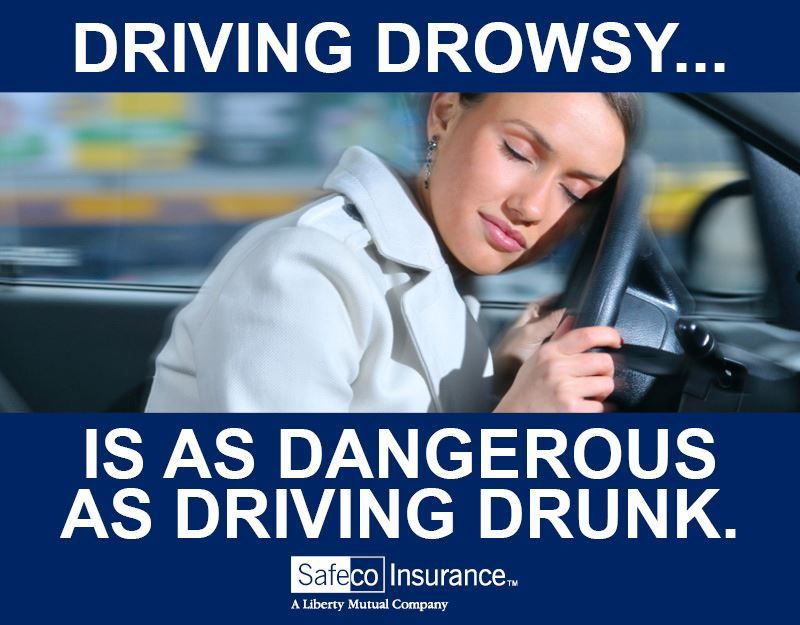 DRIVING DROWSY...
IS AS DANGEROUS
AS DRIVING DRUNK.
Safeco Insurance™
A Liberty Mutual Company